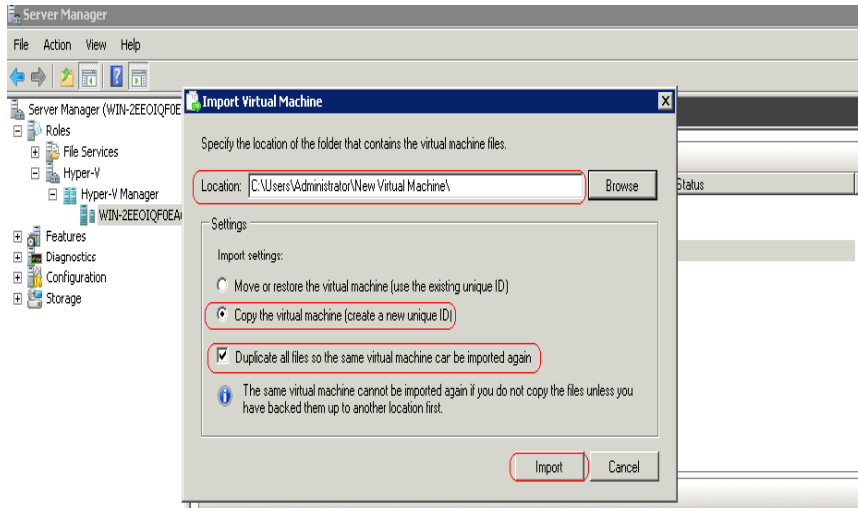 Server Manager
File Action View Help
Server Manager (WIN-2EEOIQF0E
Roles
File Services
Hyper-V
Hyper-V Manager
WIN-2EEOIQF0EA
Features
Diagnostics
Configuration
Storage
Import Virtual Machine
Specify the location of the folder that contains the virtual machine files.
Location: C:\Users\Administrator\New Virtual Machine\ Browse
Settings
Import settings:
Move or restore the virtual machine (use the existing unique ID)
Copy the virtual machine (create a new unique ID)
Duplicate all files so the same virtual machine can be imported again
The same virtual machine cannot be imported again if you do not copy the files unless you
have backed them up to another location first.
Import Cancel
Status